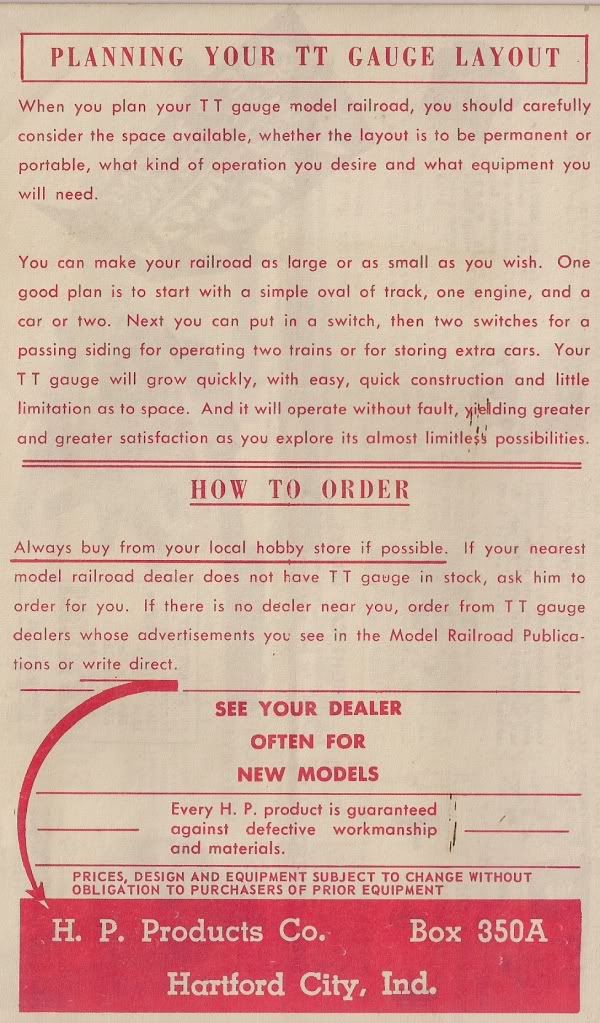 PLANNING YOUR TT GAUGE LAYOUT
When you plan your TT gauge model railroad, you should carefully
consider the space available, whether the layout is to be permanent or
portable, what kind of operation you desire and what equipment you
will need.
You can make your railroad as large or as small as you wish. One
good plan is to start with a simple oval of track, one engine, and a
car or two. Next you can put in a switch, then two switches for a
passing siding for operating two trains or for storing extra cars. Your
TT gauge will grow quickly, with easy, quick construction and little
limitation as to space. And it will operate without fault, yielding greater
and greater satisfaction as you explore its almost limitless possibilities.
HOW TO ORDER
Always buy from your local hobby store if possible. If your nearest
model railroad dealer does not have TT gauge in stock, ask him to
order for you. If there is no dealer near you, order from TT gauge
dealers whose advertisements you see in the Model Railroad Publica-
tions or write direct.
SEE YOUR DEALER
OFTEN FOR
NEW MODELS
Every H. P. product is guaranteed
against defective workmanship
and materials.
PRICES, DESIGN AND EQUIPMENT SUBJECT TO CHANGE WITHOUT
OBLIGATION TO PURCHASERS OF PRIOR EQUIPMENT
H. P. Products Co. Box 350A
Hartford City, Ind.